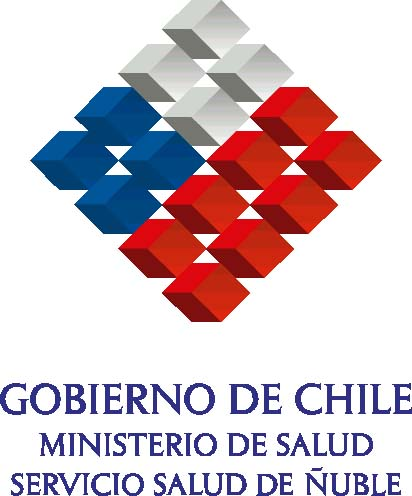 GOBIERNO DE CHILE
MINISTERIO DE SALUD
SERVICIO SALUD DE ÑUBLE